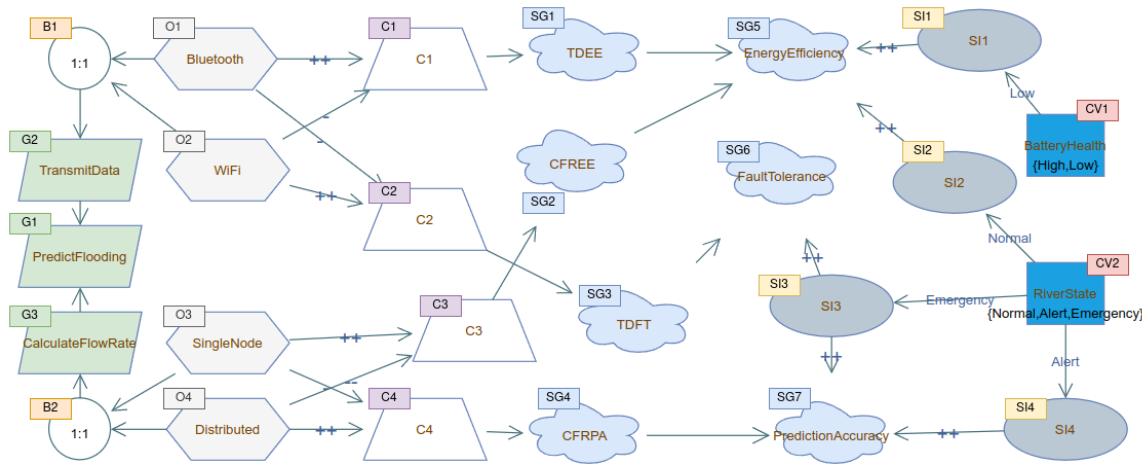 B1
1:1
O1
Bluetooth
++
C1
C1
SG1
TDEE
SG5
EnergyEfficiency
++
SI1
SI1
Low
CV1
BatteryHealth
{High,Low}
G2
TransmitData
O2
WiFi
-
-
++
CFREE
SG2
SG6
FaultTolerance
++
SI2
SI2
Normal
C2
C2
G1
PredictFlooding
CV2
RiverState
{Normal,Alert,Emergency}
Emergency
++
SI3
SI3
SG3
TDFT
C3
C3
G3
CalculateFlowRate
O3
SingleNode
++
--
++
Alert
B2
1:1
O4
Distributed
++
C4
C4
SG4
CFRPA
SG7
PredictionAccuracy
++
SI4
SI4